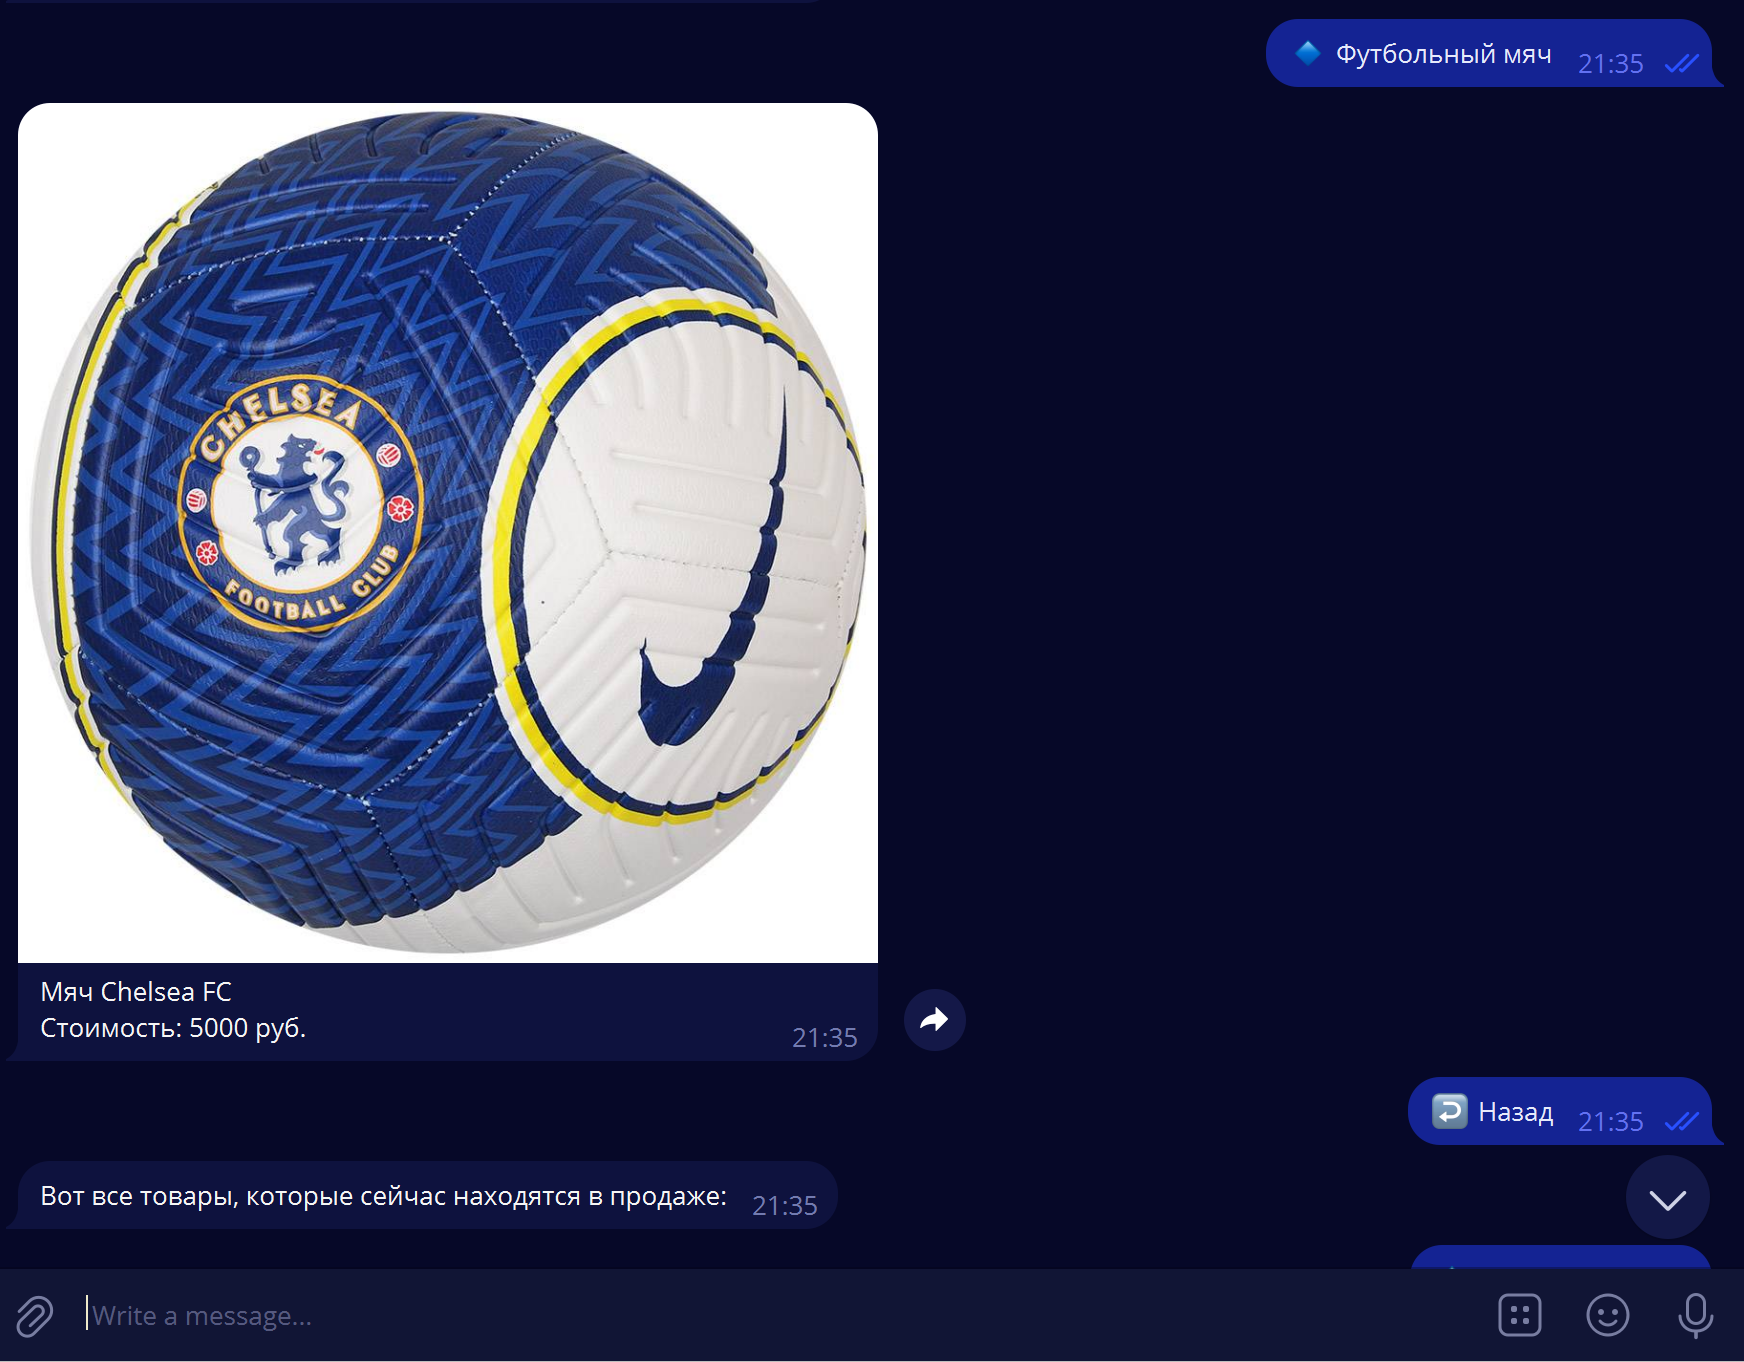 🔹 Футбольный мяч 21:35
CHELSEA
FOOTBALL CLUB
Мяч Chelsea FC
Стоимость: 5000 руб.
21:35
↩️ Назад 21:35
Вот все товары, которые сейчас находятся в продаже: 21:35
Write a message...